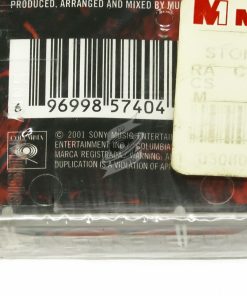 PRODUCED, ARRANGED AND MIXED BY MU
6 96998 57404
COLUMBIA
© 2001 SONY MUSIC ENTERTAI
ENTERTAINMENT INC. / COLUMBIA
MARCA REGISTRADA. / WARNING: A
DUPLICATION IS A VIOLATION OF AP
M
STO
RA
CS
M